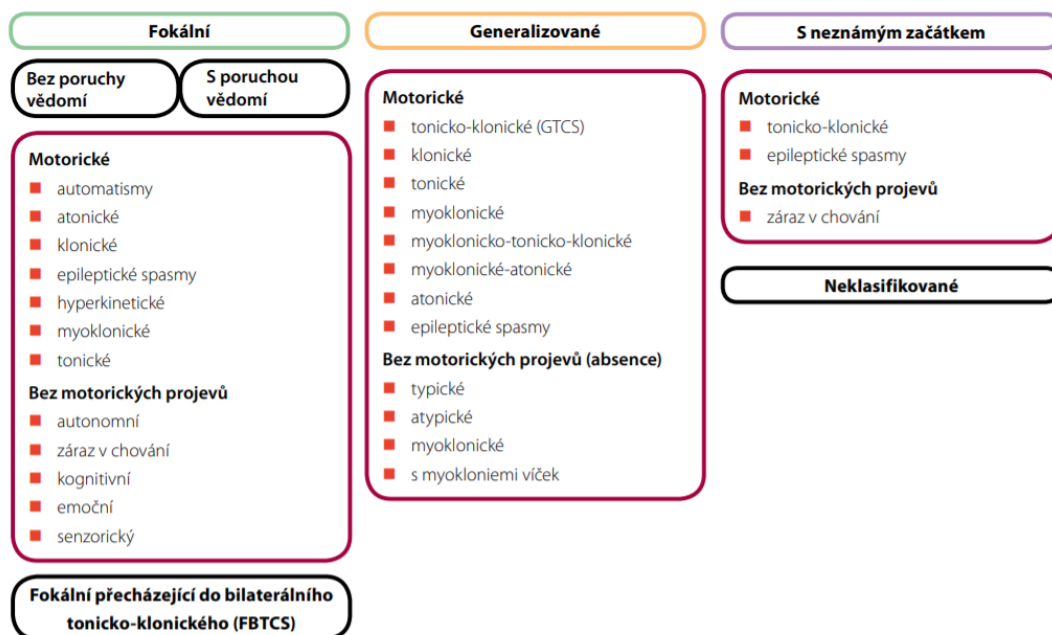 Fokální
Bez poruchy
vědomí
S poruchou
vědomí
Motorické
automatismy
atonické
klonické
epileptické spasmy
hyperkinetické
myoklonické
tonické
Bez motorických projevů
autonomní
záraz v chování
kognitivní
emoční
senzorický
Fokální přecházející do bilaterálního
tonicko-klonického (FBTCS)
Generalizované
Motorické
tonicko-klonické (GTCS)
klonické
tonické
myoklonické
myoklonicko-tonicko-klonické
myoklonické-atonické
atonické
epileptické spasmy
Bez motorických projevů (absence)
typické
atypické
myoklonické
s myokloniemi víček
S neznámým začátkem
Motorické
tonicko-klonické
epileptické spasmy
Bez motorických projevů
záraz v chování
Neklasifikované